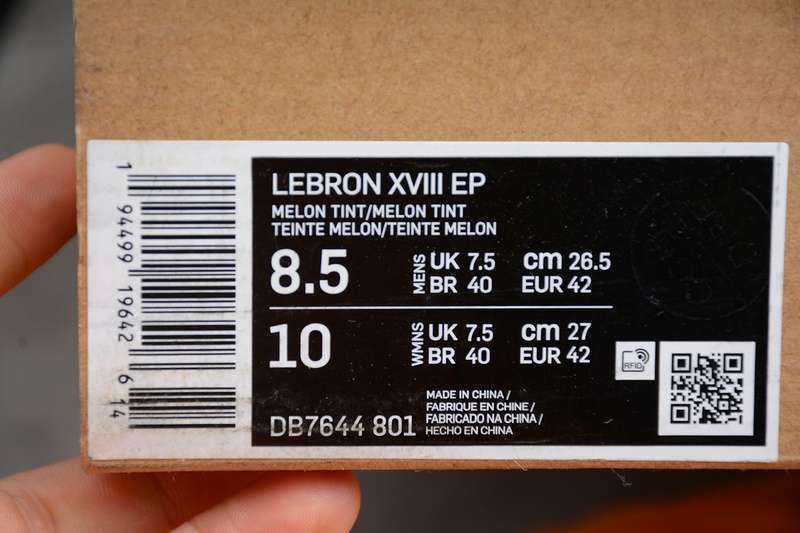 1 94499 19642 6 14
LEBRON XVIII EP
MELON TINT/MELON TINT
TEINTE MELON/TEINTE MELON
8.5 MENS UK 7.5 cm 26.5
BR 40 EUR 42
10 WMNS UK 7.5 cm 27
BR 40 EUR 42
RFID
DB7644 801
MADE IN CHINA /
FABRIQUE EN CHINE /
FABRICADO NA CHINA /
HECHO EN CHINA